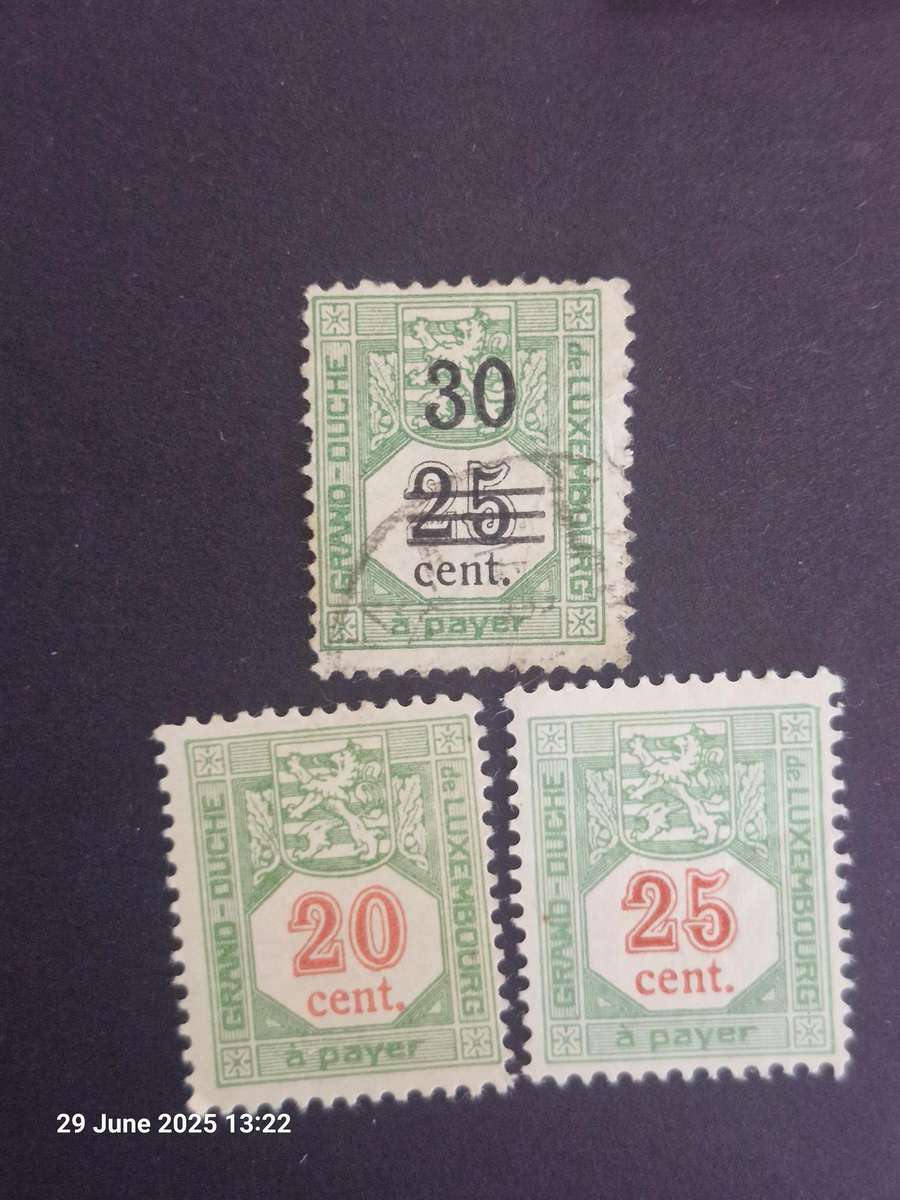 GRAND-DUCHE
de LUXEMBOURG
30
25
cent.
à payer
GRAND-DUCHE
de LUXEMBOURG
20
cent.
à payer
GRAND-DUCHE
de LUXEMBOURG
25
cent.
à payer
29 June 2025 13:22